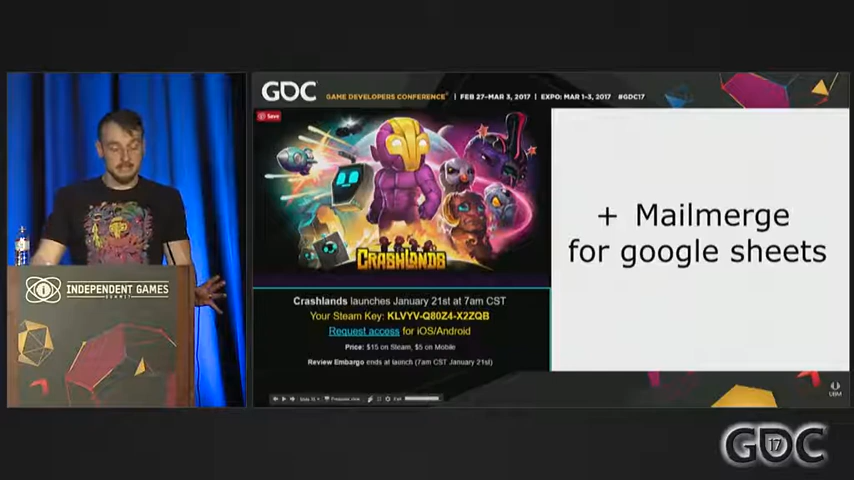 GDC
GAME DEVELOPERS CONFERENCE® | FEB 27–MAR 3, 2017 | EXPO: MAR 1–3, 2017 #GDC17
Save
CRASHLANDS
+ Mailmerge
for google sheets
INDEPENDENT GAMES
SUMMIT
Crashlands launches January 21st at 7am CST
Your Steam Key: KLVYV-Q80Z4-X2ZQB
Request access for iOS/Android
Price: $15 on Steam, $5 on Mobile
Review Embargo ends at launch (7am CST January 21st)
UBM
GDC
17